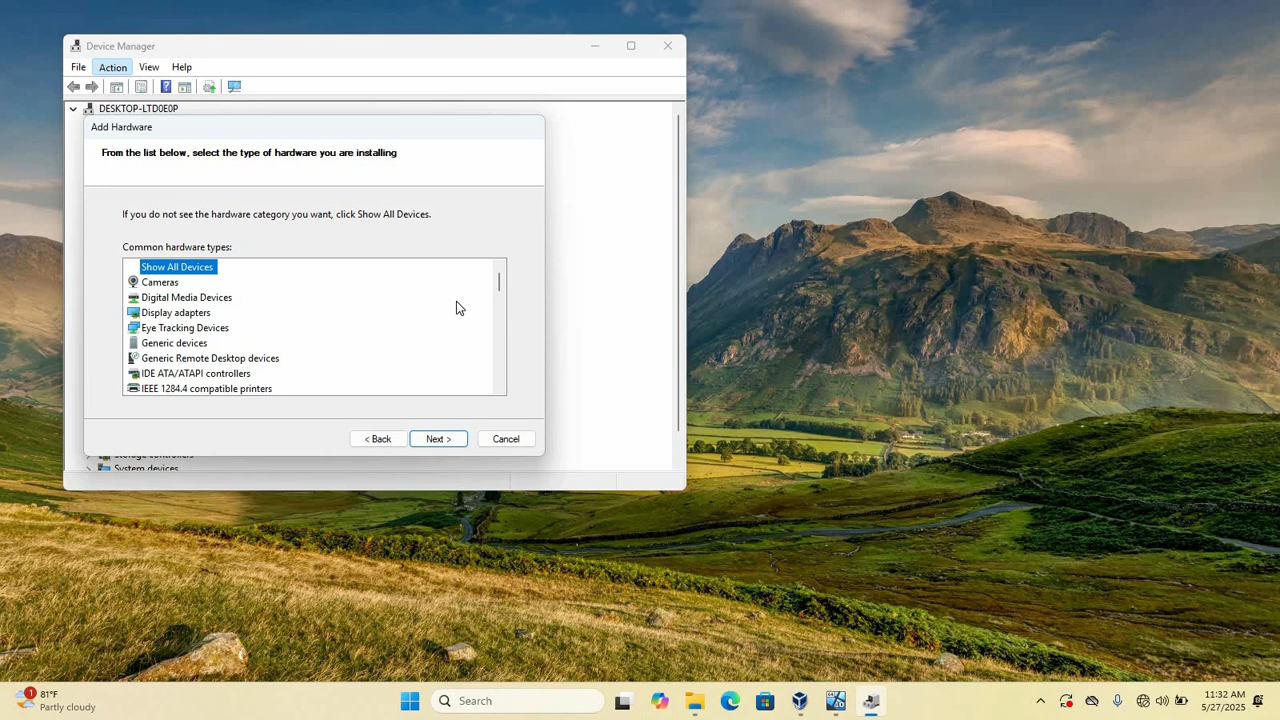 Device Manager
File Action View Help
DESKTOP-LTD0E0P
Add Hardware
From the list below, select the type of hardware you are installing
If you do not see the hardware category you want, click Show All Devices.
Common hardware types:
Show All Devices
Cameras
Digital Media Devices
Display adapters
Eye Tracking Devices
Generic devices
Generic Remote Desktop devices
IDE ATA/ATAPI controllers
IEEE 1284.4 compatible printers
< Back Next > Cancel
Storage controllers
System devices
1
81°F
Partly cloudy
Search
11:32 AM
5/27/2025